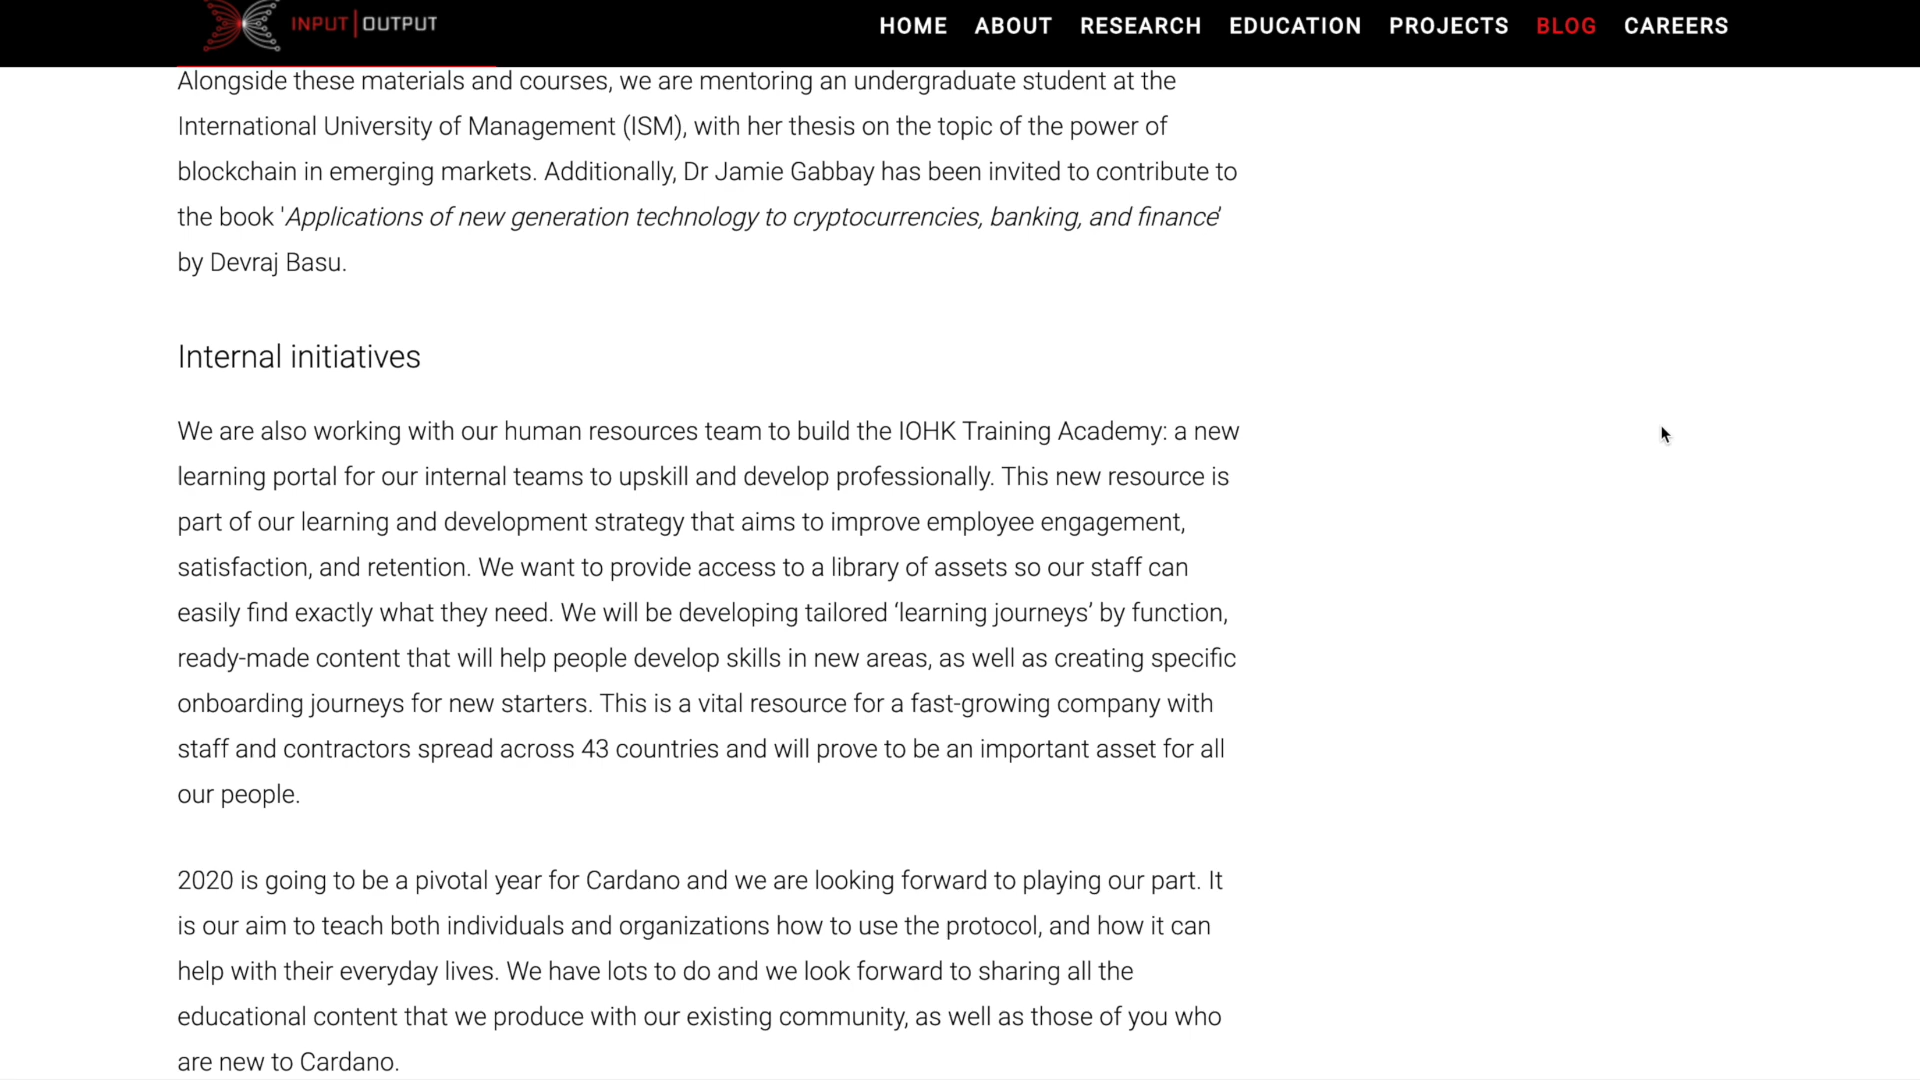 INPUT|OUTPUT
HOME ABOUT RESEARCH EDUCATION PROJECTS BLOG CAREERS
Alongside these materials and courses, we are mentoring an undergraduate student at the
International University of Management (ISM), with her thesis on the topic of the power of
blockchain in emerging markets. Additionally, Dr Jamie Gabbay has been invited to contribute to
the book 'Applications of new generation technology to cryptocurrencies, banking, and finance'
by Devraj Basu.
Internal initiatives
We are also working with our human resources team to build the IOHK Training Academy: a new
learning portal for our internal teams to upskill and develop professionally. This new resource is
part of our learning and development strategy that aims to improve employee engagement,
satisfaction, and retention. We want to provide access to a library of assets so our staff can
easily find exactly what they need. We will be developing tailored ‘learning journeys’ by function,
ready-made content that will help people develop skills in new areas, as well as creating specific
onboarding journeys for new starters. This is a vital resource for a fast-growing company with
staff and contractors spread across 43 countries and will prove to be an important asset for all
our people.
2020 is going to be a pivotal year for Cardano and we are looking forward to playing our part. It
is our aim to teach both individuals and organizations how to use the protocol, and how it can
help with their everyday lives. We have lots to do and we look forward to sharing all the
educational content that we produce with our existing community, as well as those of you who
are new to Cardano.